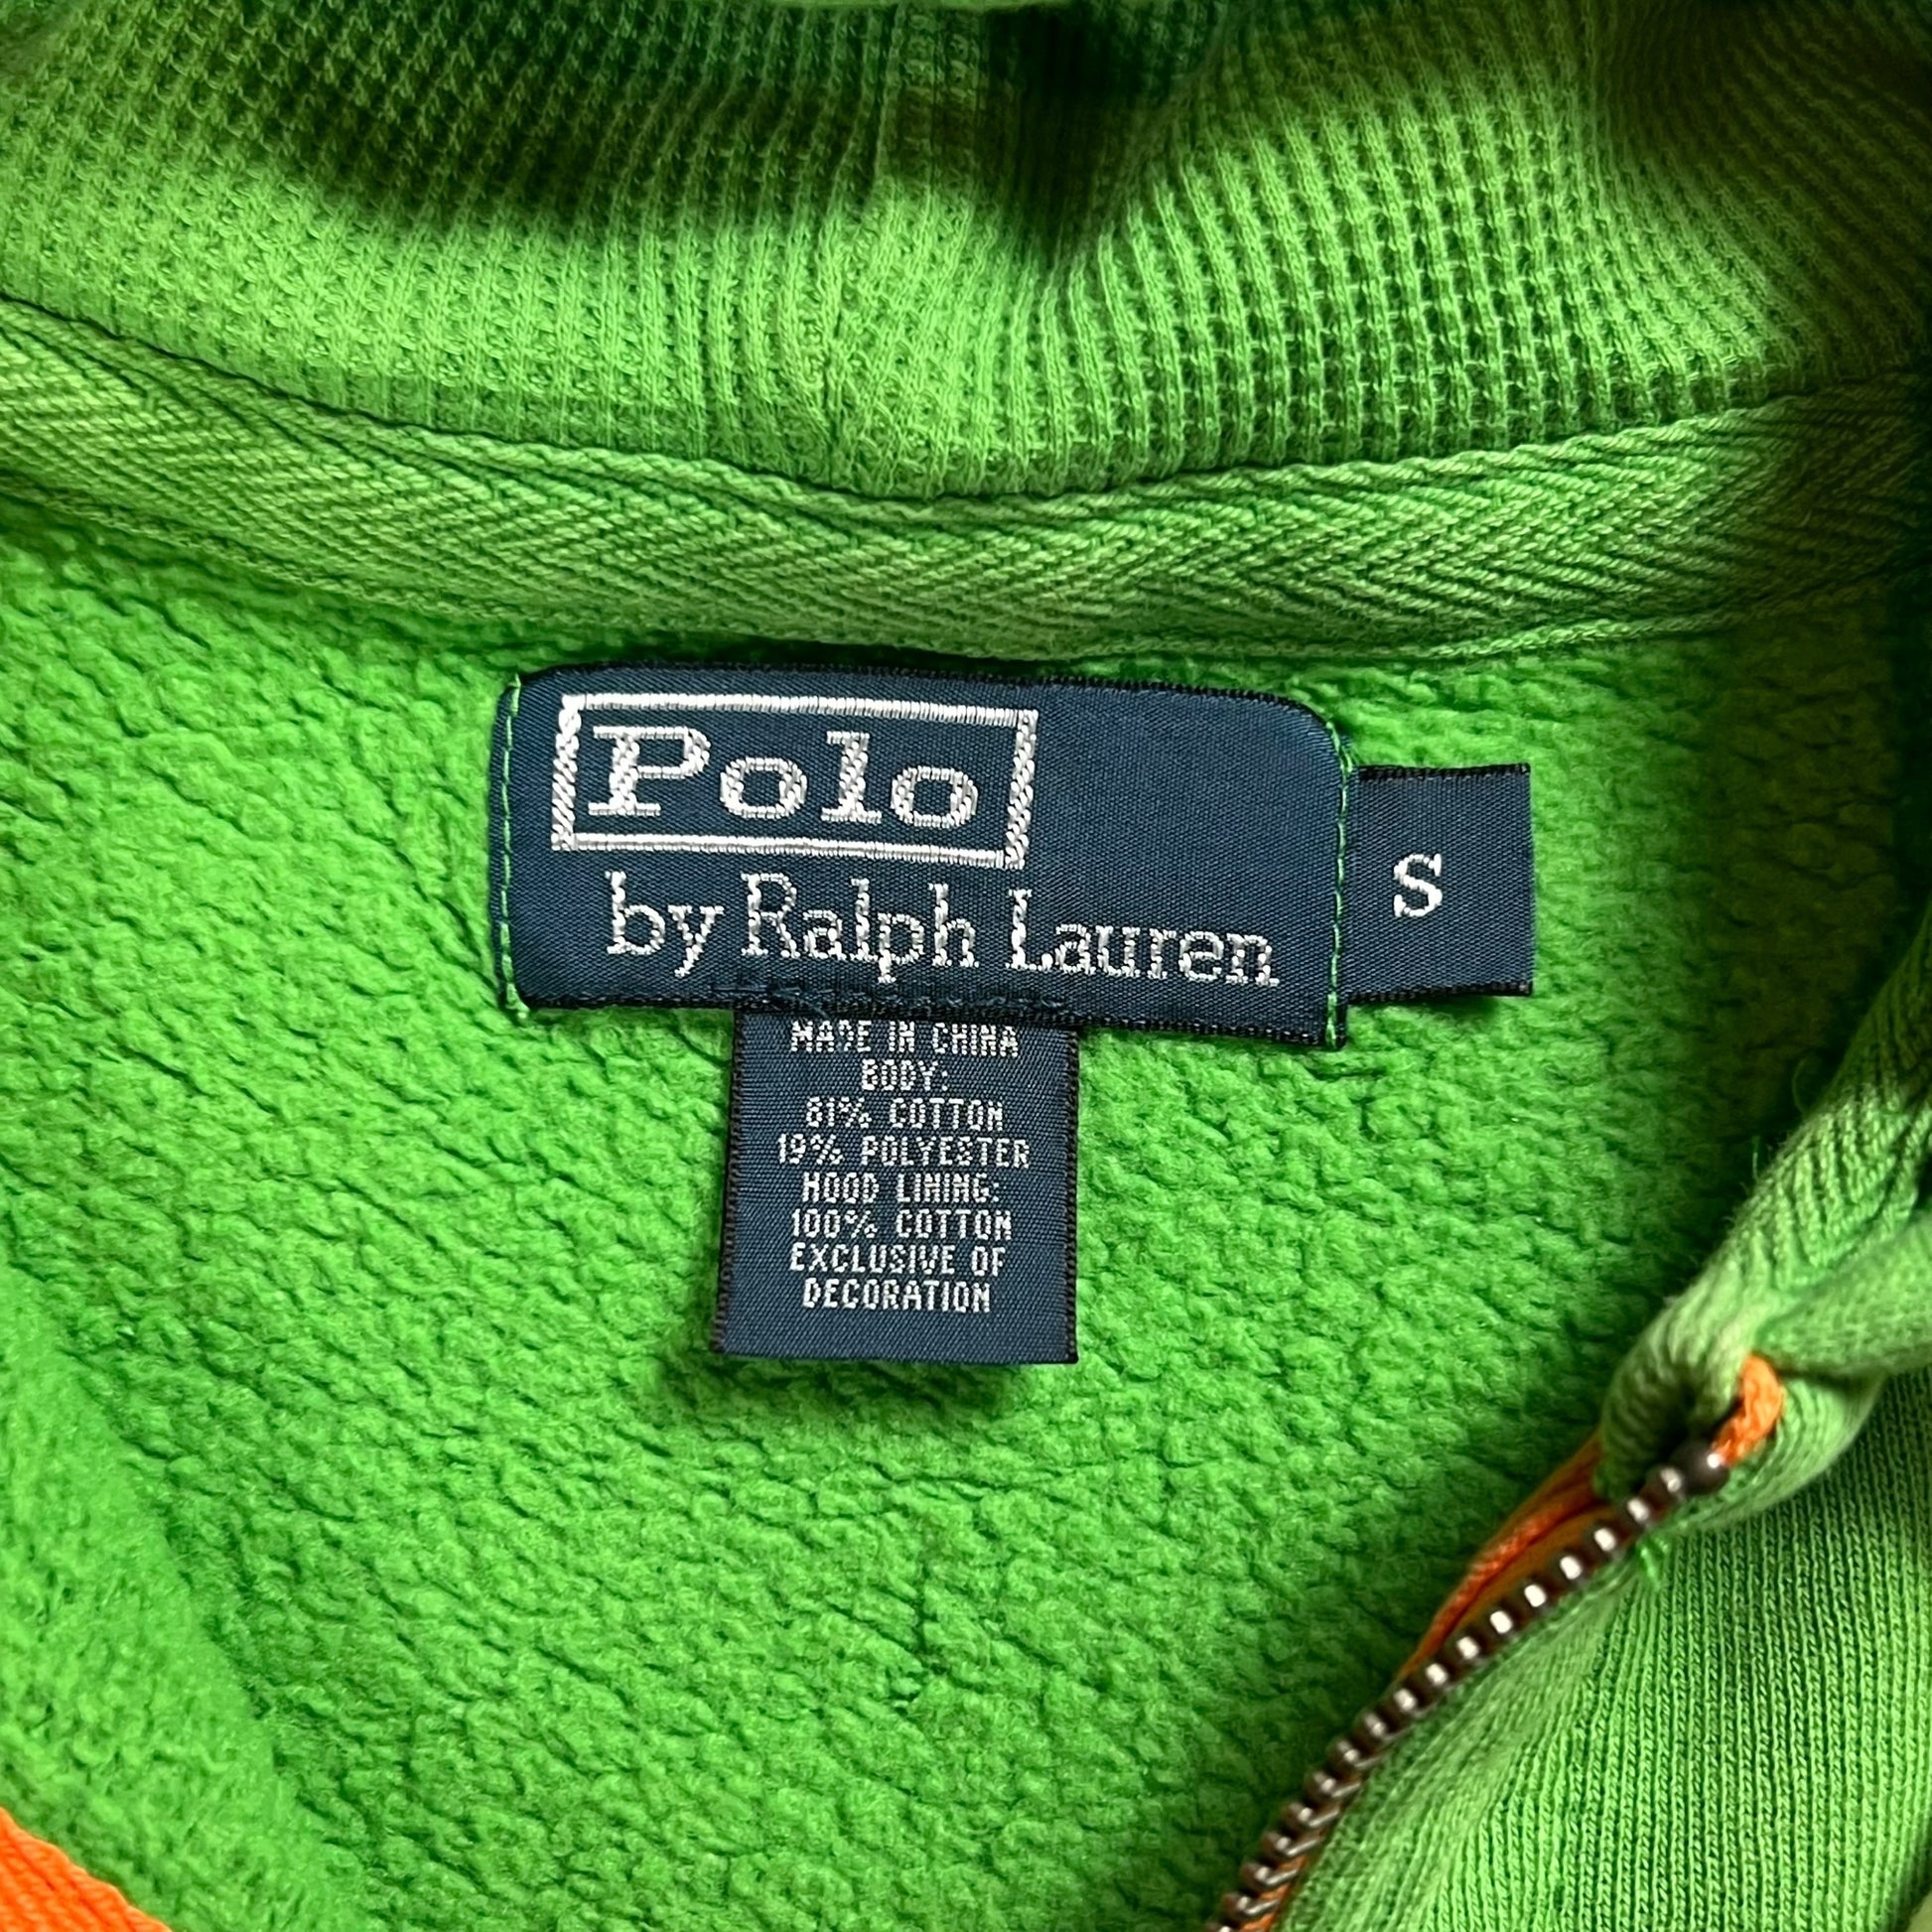 Polo
by Ralph Lauren
S
MADE IN CHINA
BODY:
81% COTTON
19% POLYESTER
HOOD LINING:
100% COTTON
EXCLUSIVE OF
DECORATION